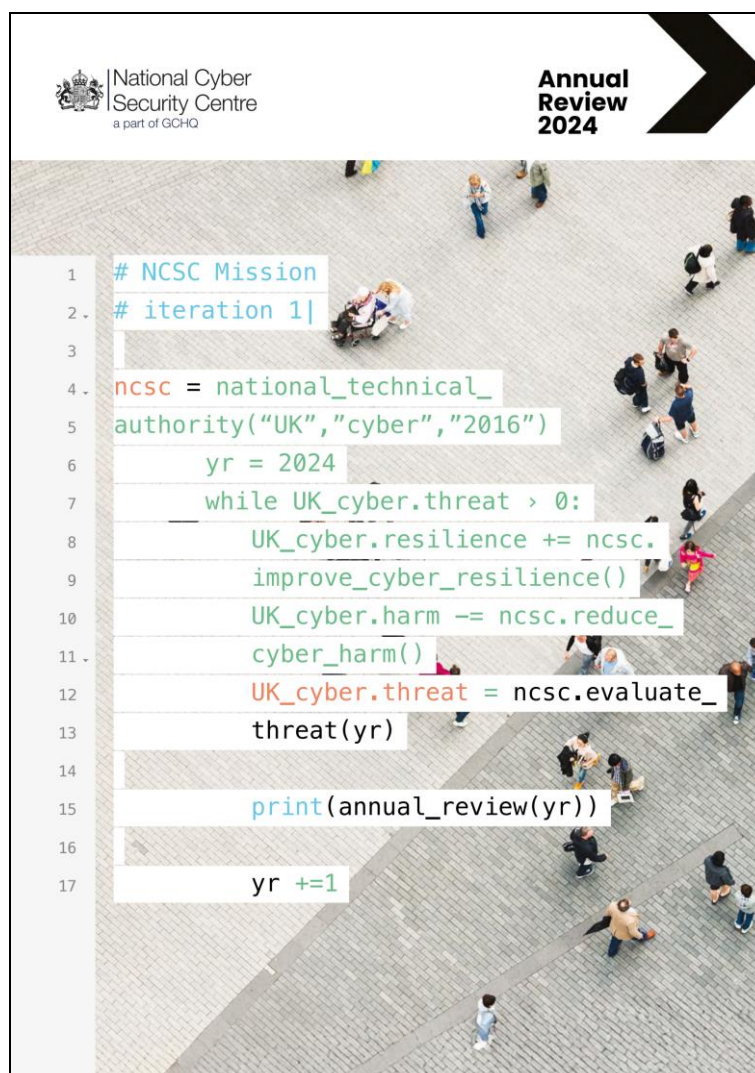 National Cyber
Security Centre
a part of GCHQ
Annual
Review
2024
1 # NCSC Mission
2 # iteration 1|
3
4 ncsc = national_technical_
5 authority(“UK”,”cyber”,”2016”)
6 yr = 2024
7 while UK_cyber.threat › 0:
8 UK_cyber.resilience += ncsc.
9 improve_cyber_resilience()
10 UK_cyber.harm −= ncsc.reduce_
11 cyber_harm()
12 UK_cyber.threat = ncsc.evaluate_
13 threat(yr)
14
15 print(annual_review(yr))
16
17 yr +=1